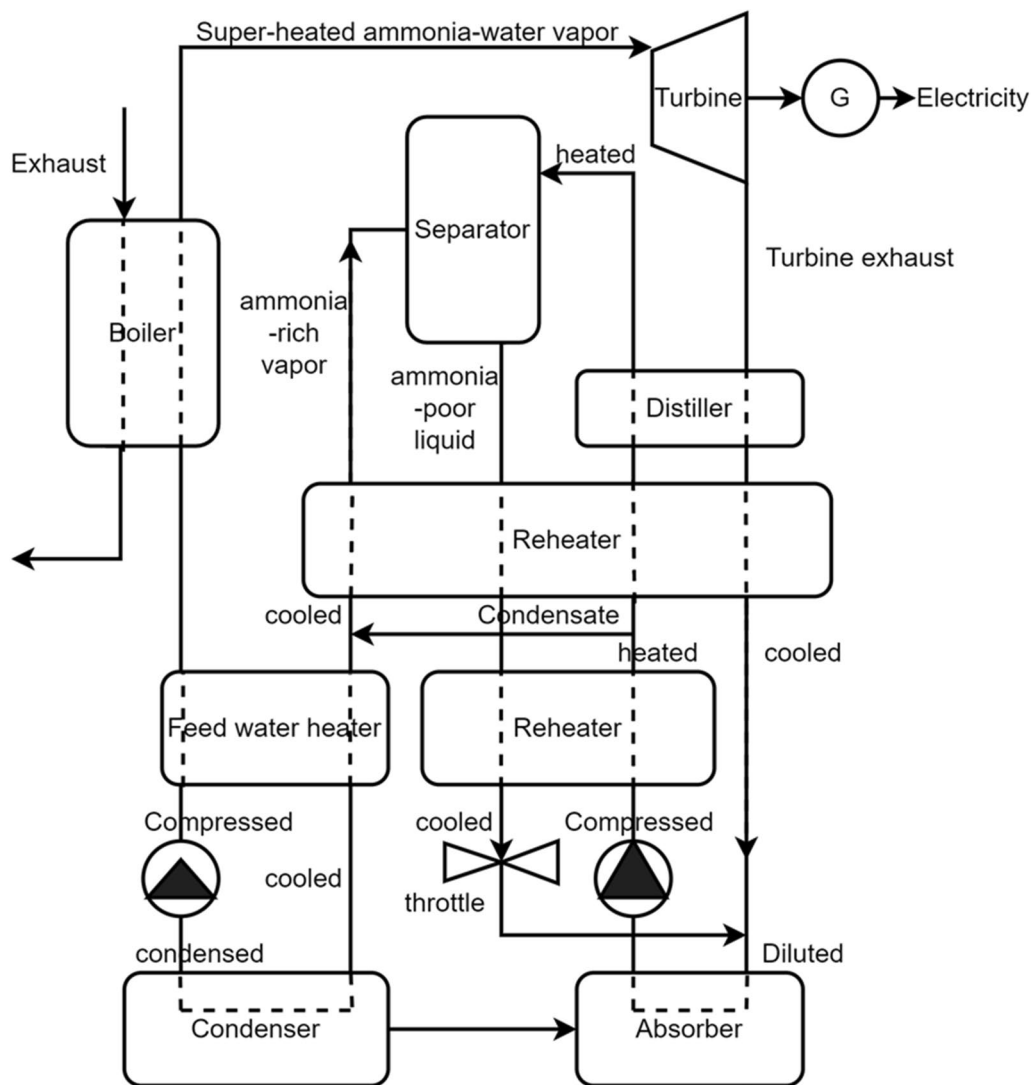 Super-heated ammonia-water vapor
Turbine
G
Electricity
Exhaust
heated
Separator
Turbine exhaust
Boiler
ammonia
-rich
vapor
ammonia
-poor
liquid
Distiller
Reheater
cooled
Condensate
heated
cooled
Feed water heater
Reheater
Compressed
cooled
Compressed
cooled
throttle
condensed
Diluted
Condenser
Absorber